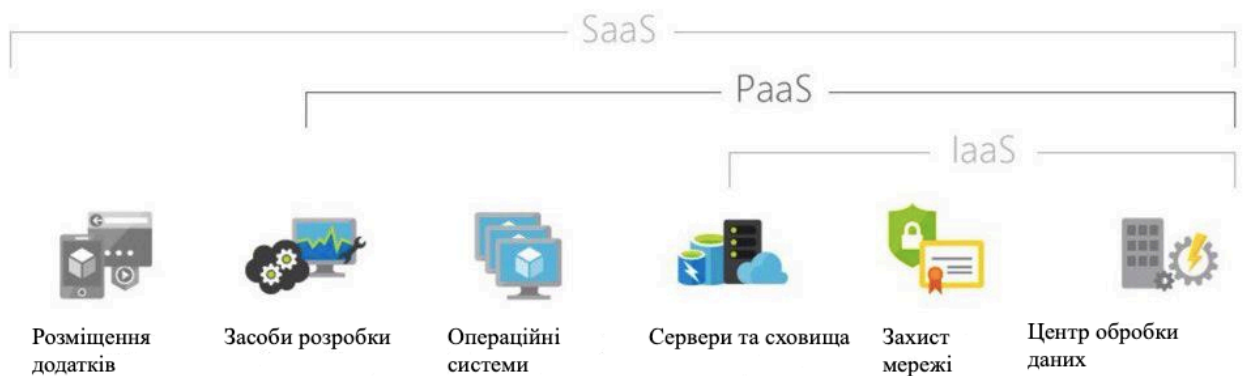 SaaS
PaaS
IaaS
Розміщення
додатків
Засоби розробки
Операційні
системи
Сервери та сховища
Захист
мережі
Центр обробки
даних